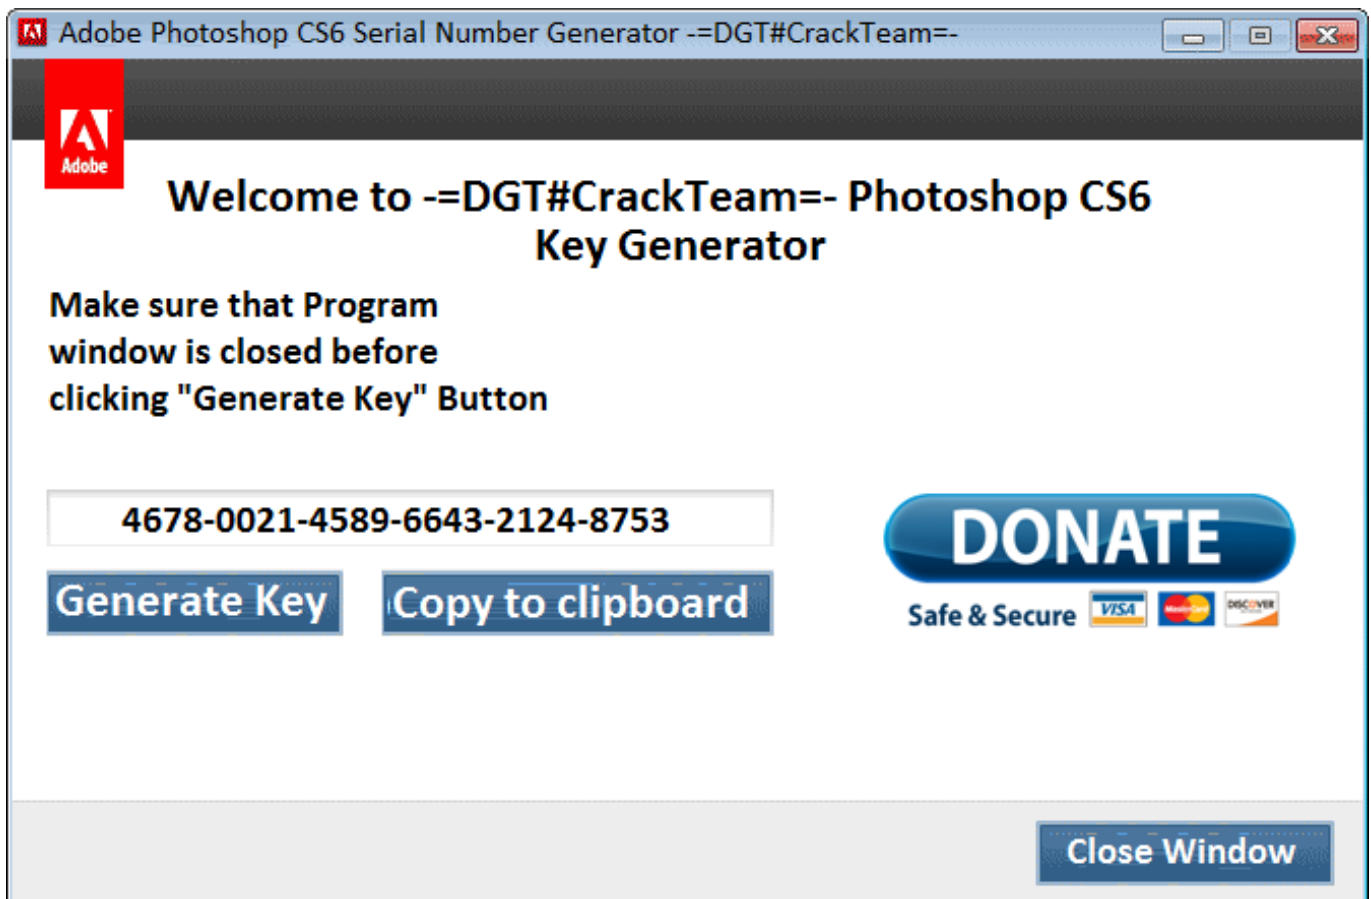 Adobe Photoshop CS6 Serial Number Generator -=DGT#CrackTeam=-
Adobe
Welcome to -=DGT#CrackTeam=- Photoshop CS6
Key Generator
Make sure that Program
window is closed before
clicking "Generate Key" Button
4678-0021-4589-6643-2124-8753
DONATE
Generate Key
Copy to clipboard
Safe & Secure VISA MasterCard DISCOVER
Close Window